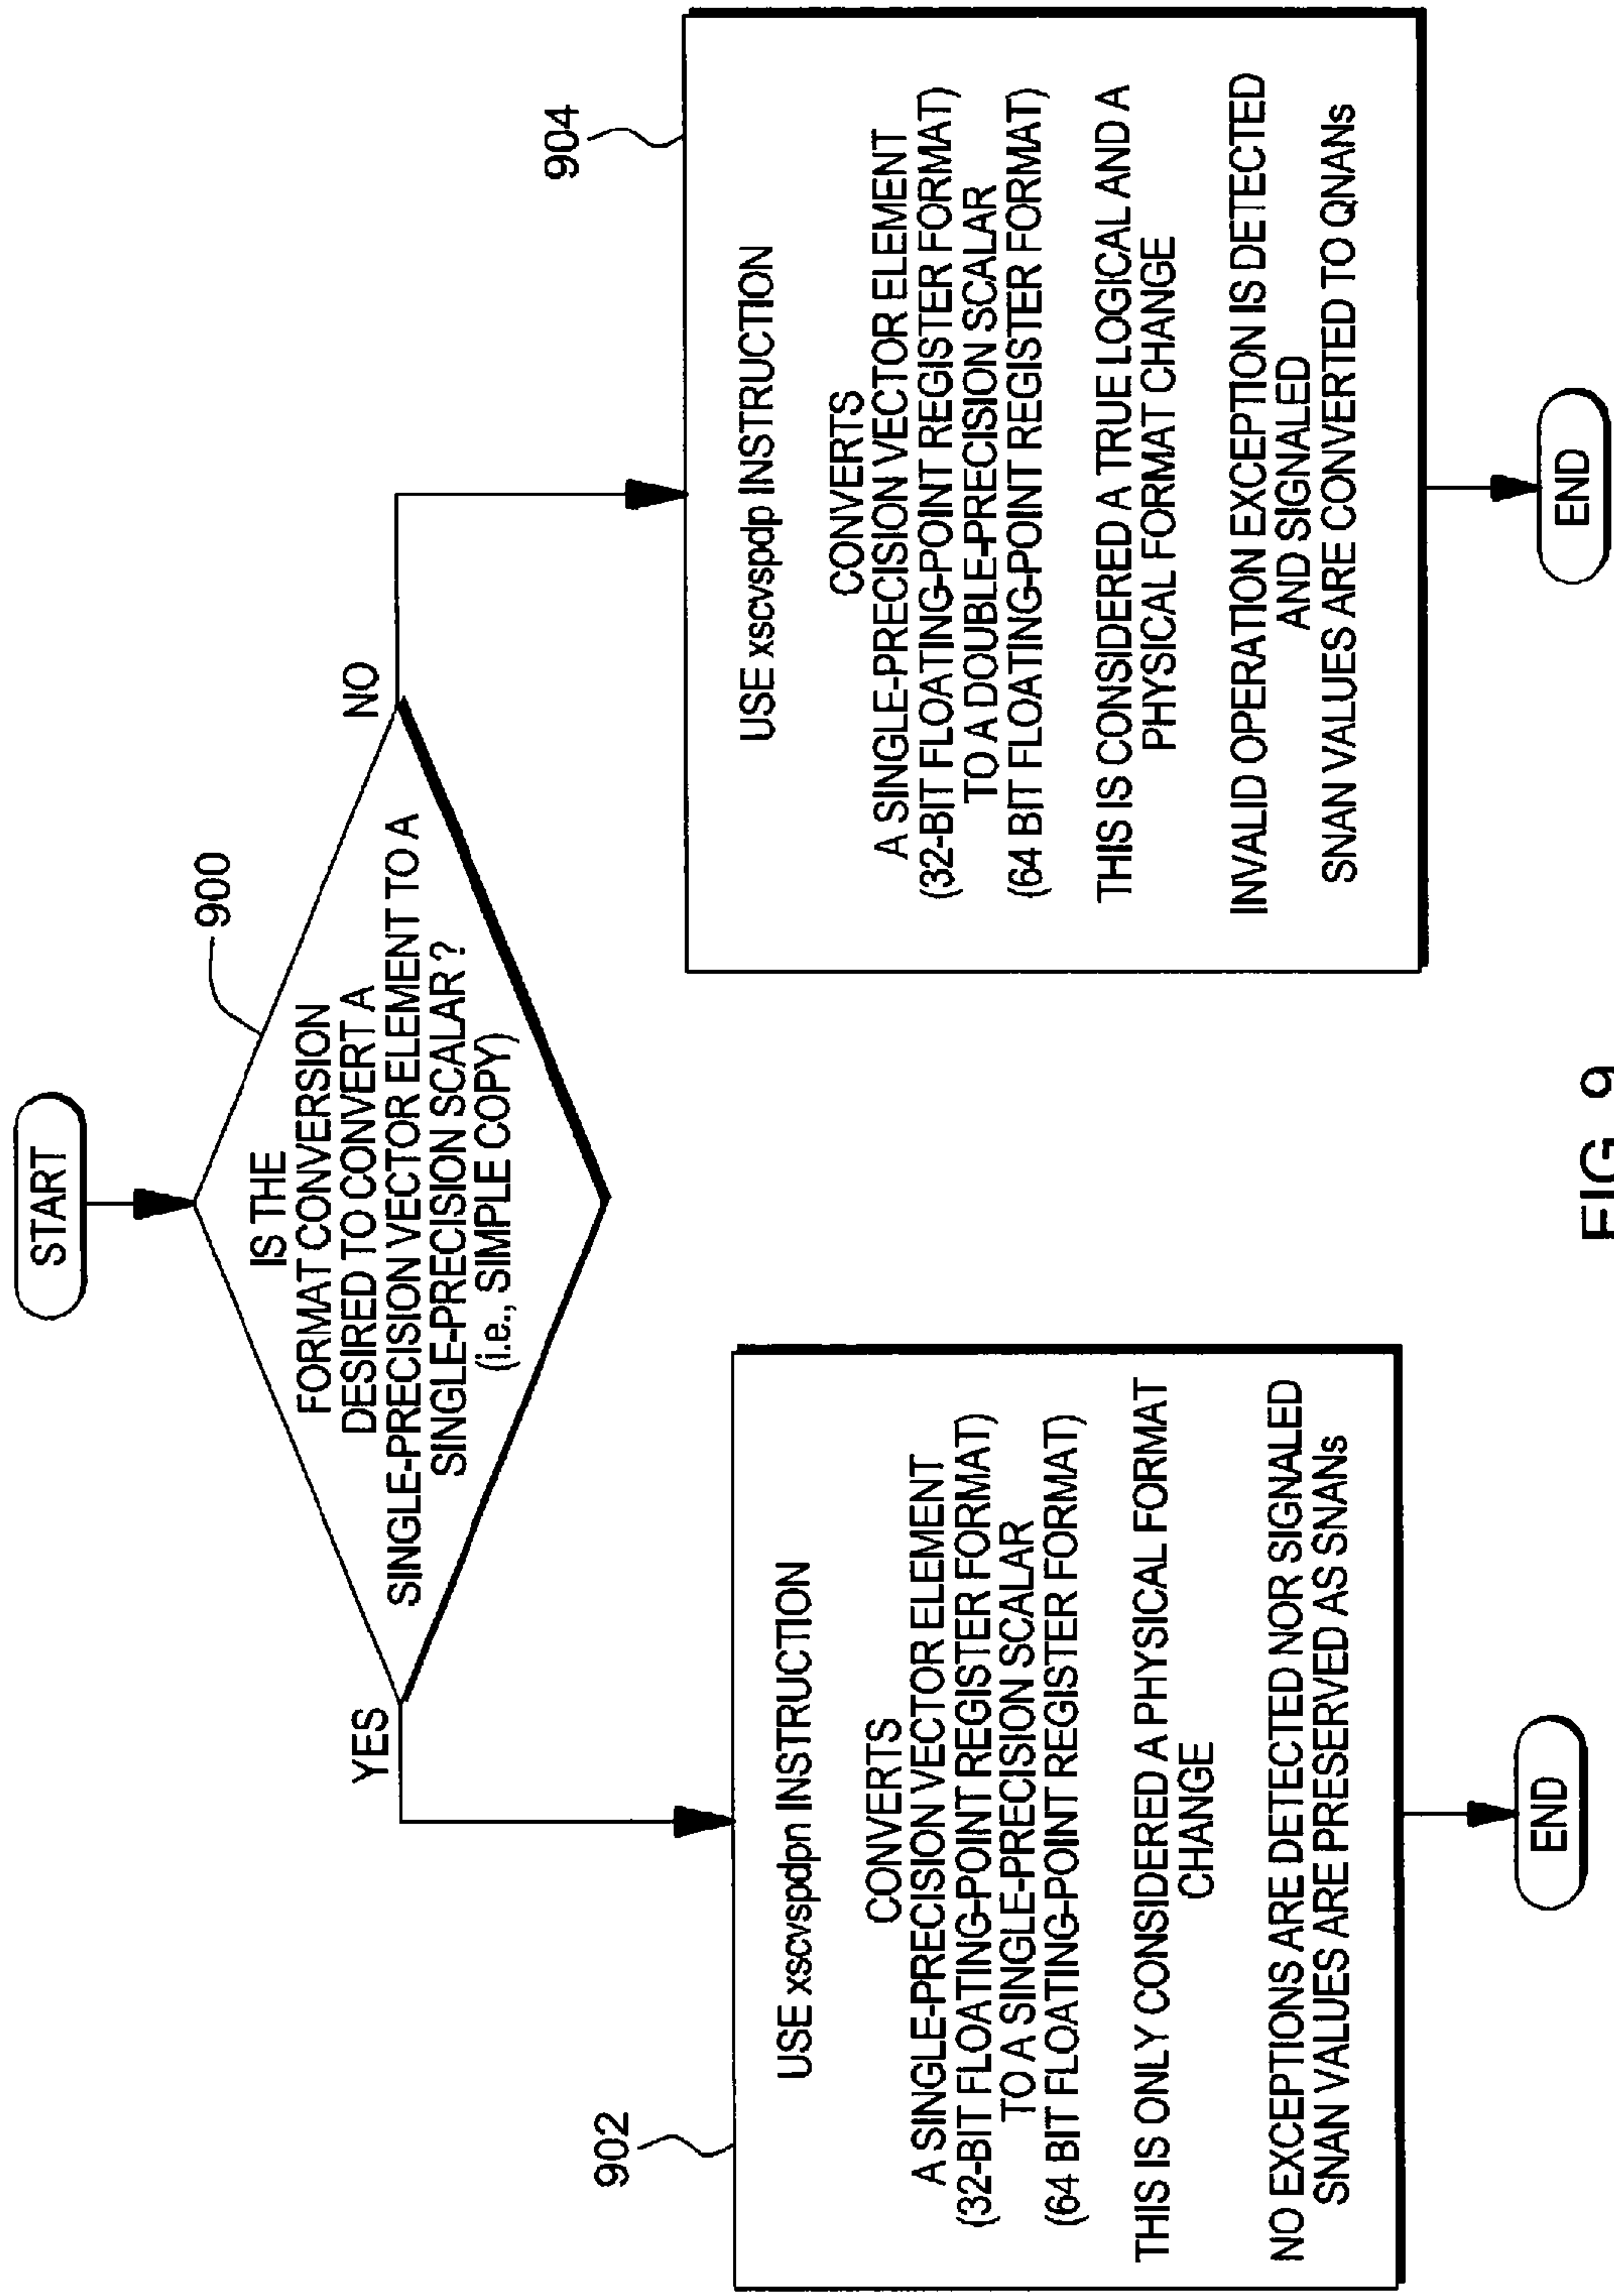 START
900
IS THE
FORMAT CONVERSION
DESIRED TO CONVERT A
SINGLE-PRECISION VECTOR ELEMENT TO A
SINGLE-PRECISION SCALAR ?
(i.e., SIMPLE COPY)
YES
NO
902
USE xscvspdpn INSTRUCTION
CONVERTS
A SINGLE-PRECISION VECTOR ELEMENT
(32-BIT FLOATING-POINT REGISTER FORMAT)
TO A SINGLE-PRECISION SCALAR
(64 BIT FLOATING-POINT REGISTER FORMAT)
THIS IS ONLY CONSIDERED A PHYSICAL FORMAT
CHANGE
NO EXCEPTIONS ARE DETECTED NOR SIGNALED
SNAN VALUES ARE PRESERVED AS SNANs
END
904
USE xscvspdp INSTRUCTION
CONVERTS
A SINGLE-PRECISION VECTOR ELEMENT
(32-BIT FLOATING-POINT REGISTER FORMAT)
TO A DOUBLE-PRECISION SCALAR
(64 BIT FLOATING-POINT REGISTER FORMAT)
THIS IS CONSIDERED A TRUE LOGICAL AND A
PHYSICAL FORMAT CHANGE
INVALID OPERATION EXCEPTION IS DETECTED
AND SIGNALED
SNAN VALUES ARE CONVERTED TO QNANs
END
FIG. 9